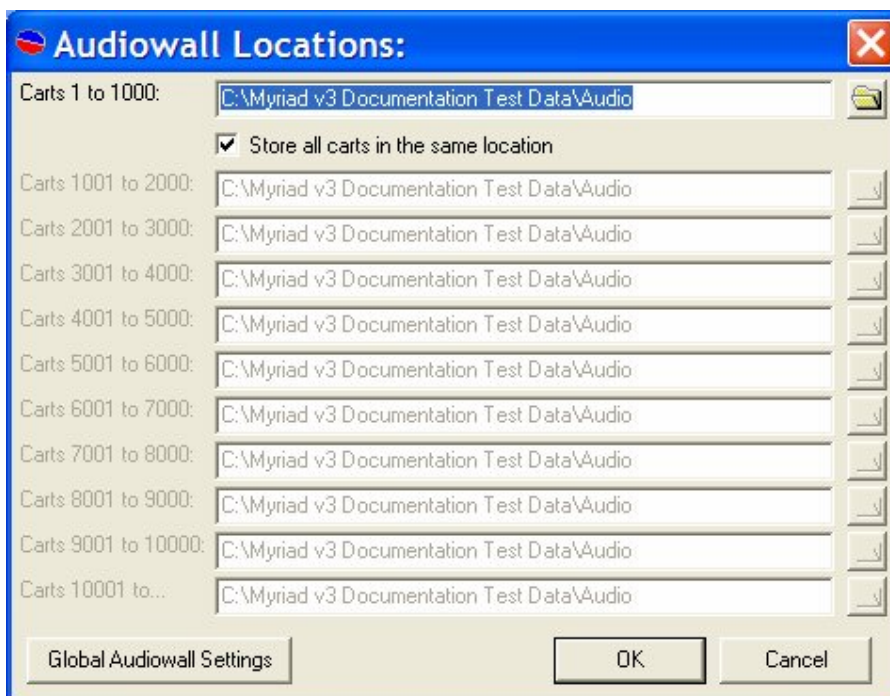 Audiowall Locations:
Carts 1 to 1000: C:\Myriad v3 Documentation Test Data\Audio
Store all carts in the same location
Carts 1001 to 2000: C:\Myriad v3 Documentation Test Data\Audio
Carts 2001 to 3000: C:\Myriad v3 Documentation Test Data\Audio
Carts 3001 to 4000: C:\Myriad v3 Documentation Test Data\Audio
Carts 4001 to 5000: C:\Myriad v3 Documentation Test Data\Audio
Carts 5001 to 6000: C:\Myriad v3 Documentation Test Data\Audio
Carts 6001 to 7000: C:\Myriad v3 Documentation Test Data\Audio
Carts 7001 to 8000: C:\Myriad v3 Documentation Test Data\Audio
Carts 8001 to 9000: C:\Myriad v3 Documentation Test Data\Audio
Carts 9001 to 10000: C:\Myriad v3 Documentation Test Data\Audio
Carts 10001 to... C:\Myriad v3 Documentation Test Data\Audio
Global Audiowall Settings OK Cancel